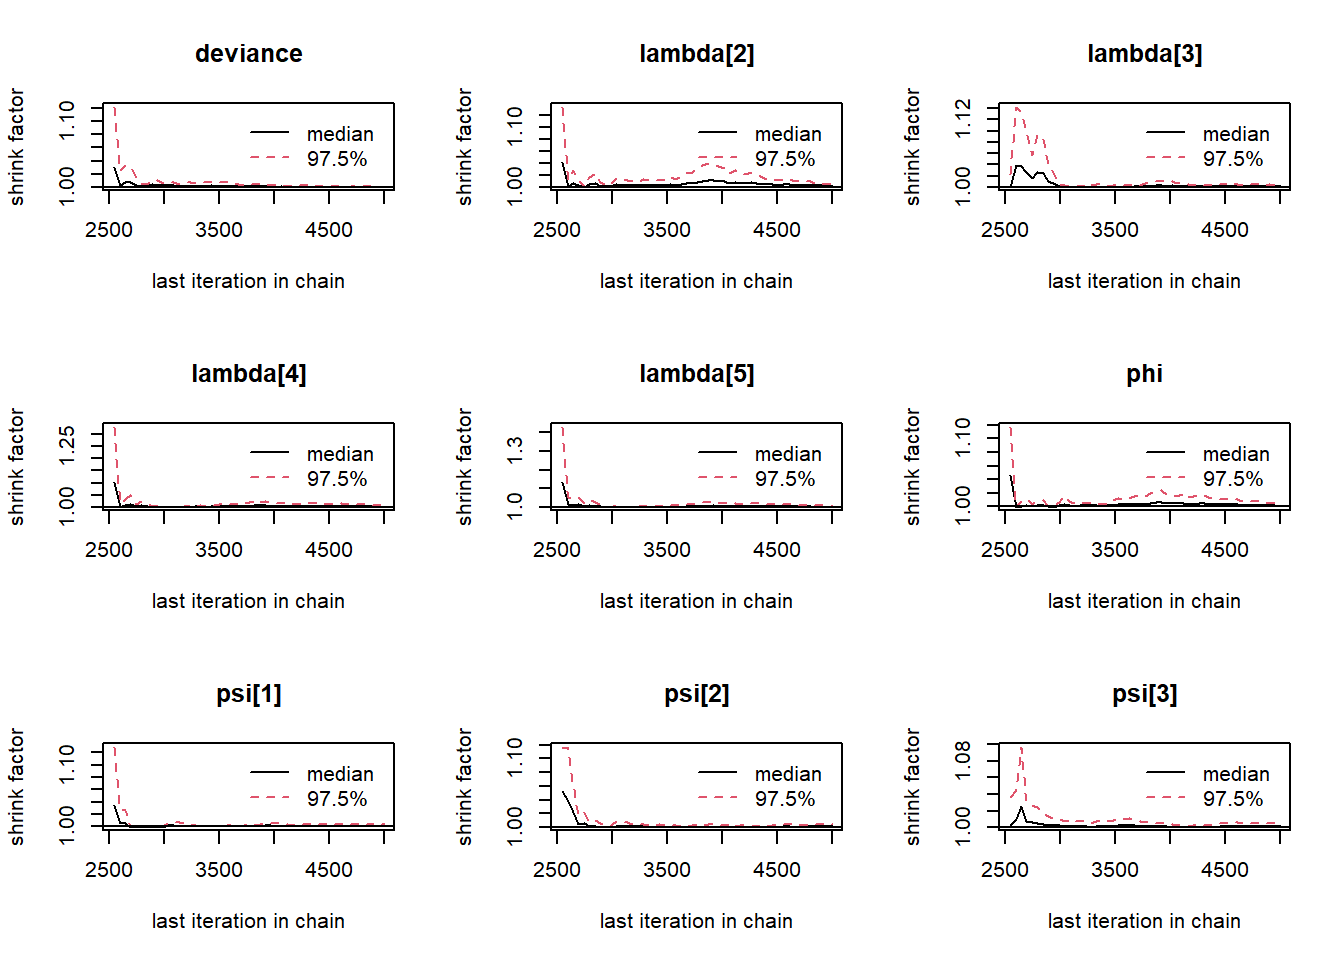 deviance
shrink factor
1.00 1.10
median
97.5%
2500 3500 4500
last iteration in chain
lambda[2]
shrink factor
1.00 1.10
median
97.5%
2500 3500 4500
last iteration in chain
lambda[3]
shrink factor
1.00 1.12
median
97.5%
2500 3500 4500
last iteration in chain
lambda[4]
shrink factor
1.00 1.25
median
97.5%
2500 3500 4500
last iteration in chain
lambda[5]
shrink factor
1.0 1.3
median
97.5%
2500 3500 4500
last iteration in chain
phi
shrink factor
1.00 1.10
median
97.5%
2500 3500 4500
last iteration in chain
psi[1]
shrink factor
1.00 1.10
median
97.5%
2500 3500 4500
last iteration in chain
psi[2]
shrink factor
1.00 1.10
median
97.5%
2500 3500 4500
last iteration in chain
psi[3]
shrink factor
1.00 1.08
median
97.5%
2500 3500 4500
last iteration in chain